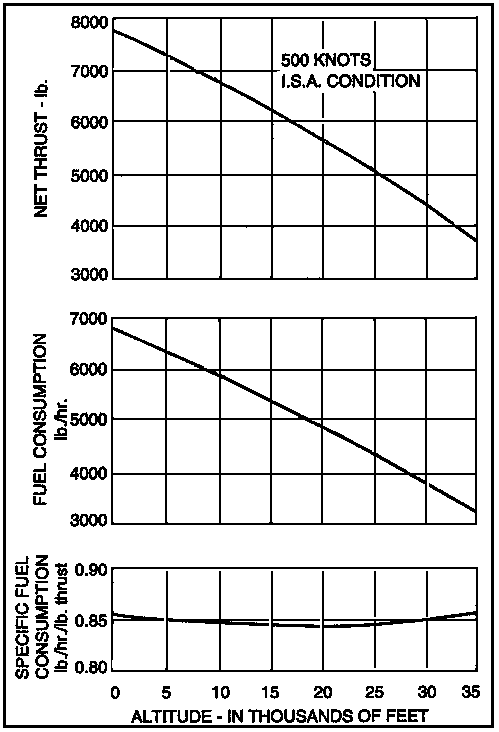 8000
7000
6000
5000
4000
3000
NET THRUST - lb.
500 KNOTS
I.S.A. CONDITION
7000
6000
5000
4000
3000
FUEL CONSUMPTION
lb./hr.
0.90
0.85
0.80
SPECIFIC FUEL
CONSUMPTION
lb./hr./lb. thrust
0 5 10 15 20 25 30 35
ALTITUDE - IN THOUSANDS OF FEET